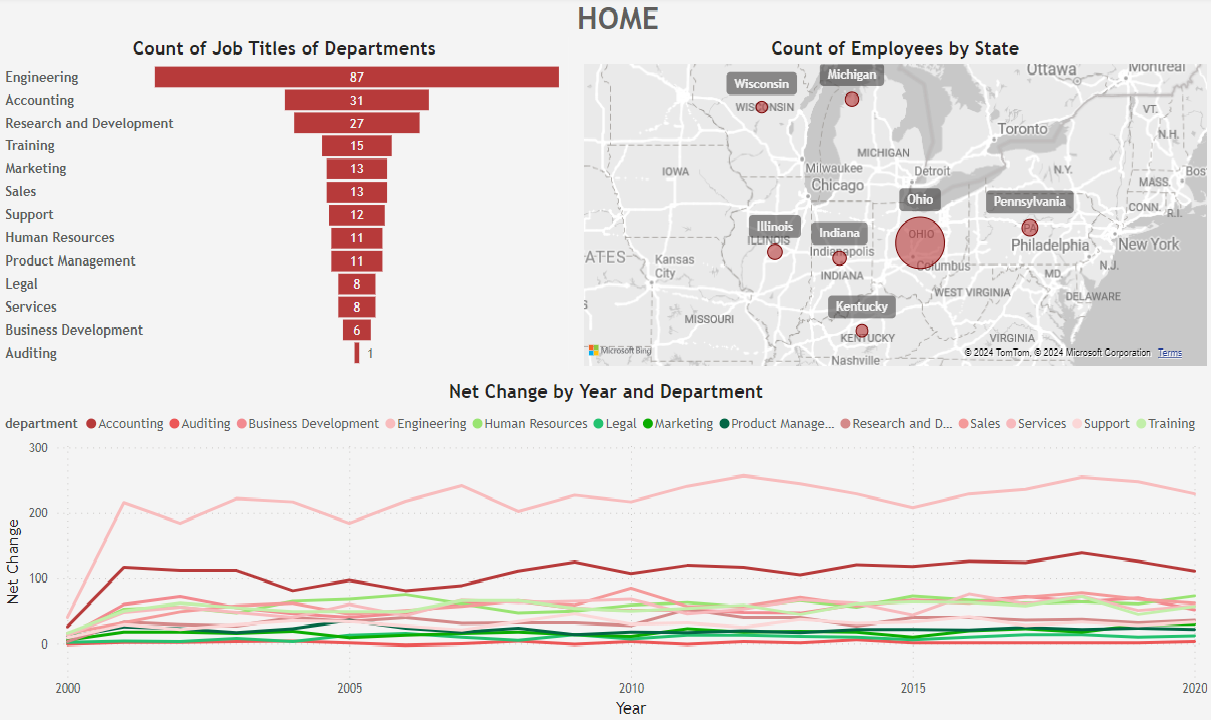 HOME
Count of Job Titles of Departments
Engineering 87
Accounting 31
Research and Development 27
Training 15
Marketing 13
Sales 13
Support 12
Human Resources 11
Product Management 11
Legal 8
Services 8
Business Development 6
Auditing 1
Count of Employees by State
Ottawa
Montreal
Wisconsin
Michigan
WISCONSIN
VT.
Toronto
N.H.
MICHIGAN
Milwaukee
Detroit
IOWA
N.Y.
Chicago
MASS.
Bos
Ohio
Pennsylvania
CONN.
R.I.
Illinois
Indiana
ILLINOIS
OHIO
PA
Indianapolis
Philadelphia
New York
ATES
Kansas
City
Columbus
N.J.
INDIANA
MD.
WEST VIRGINIA
DELAWARE
Kentucky
MISSOURI
KENTUCKY
VIRGINIA
Nashville
Microsoft Bing
© 2024 TomTom, © 2024 Microsoft Corporation Terms
Net Change by Year and Department
department Accounting Auditing Business Development Engineering Human Resources Legal Marketing Product Manage... Research and D... Sales Services Support Training
Net Change
300
200
100
0
2000 2005 2010 2015 2020
Year